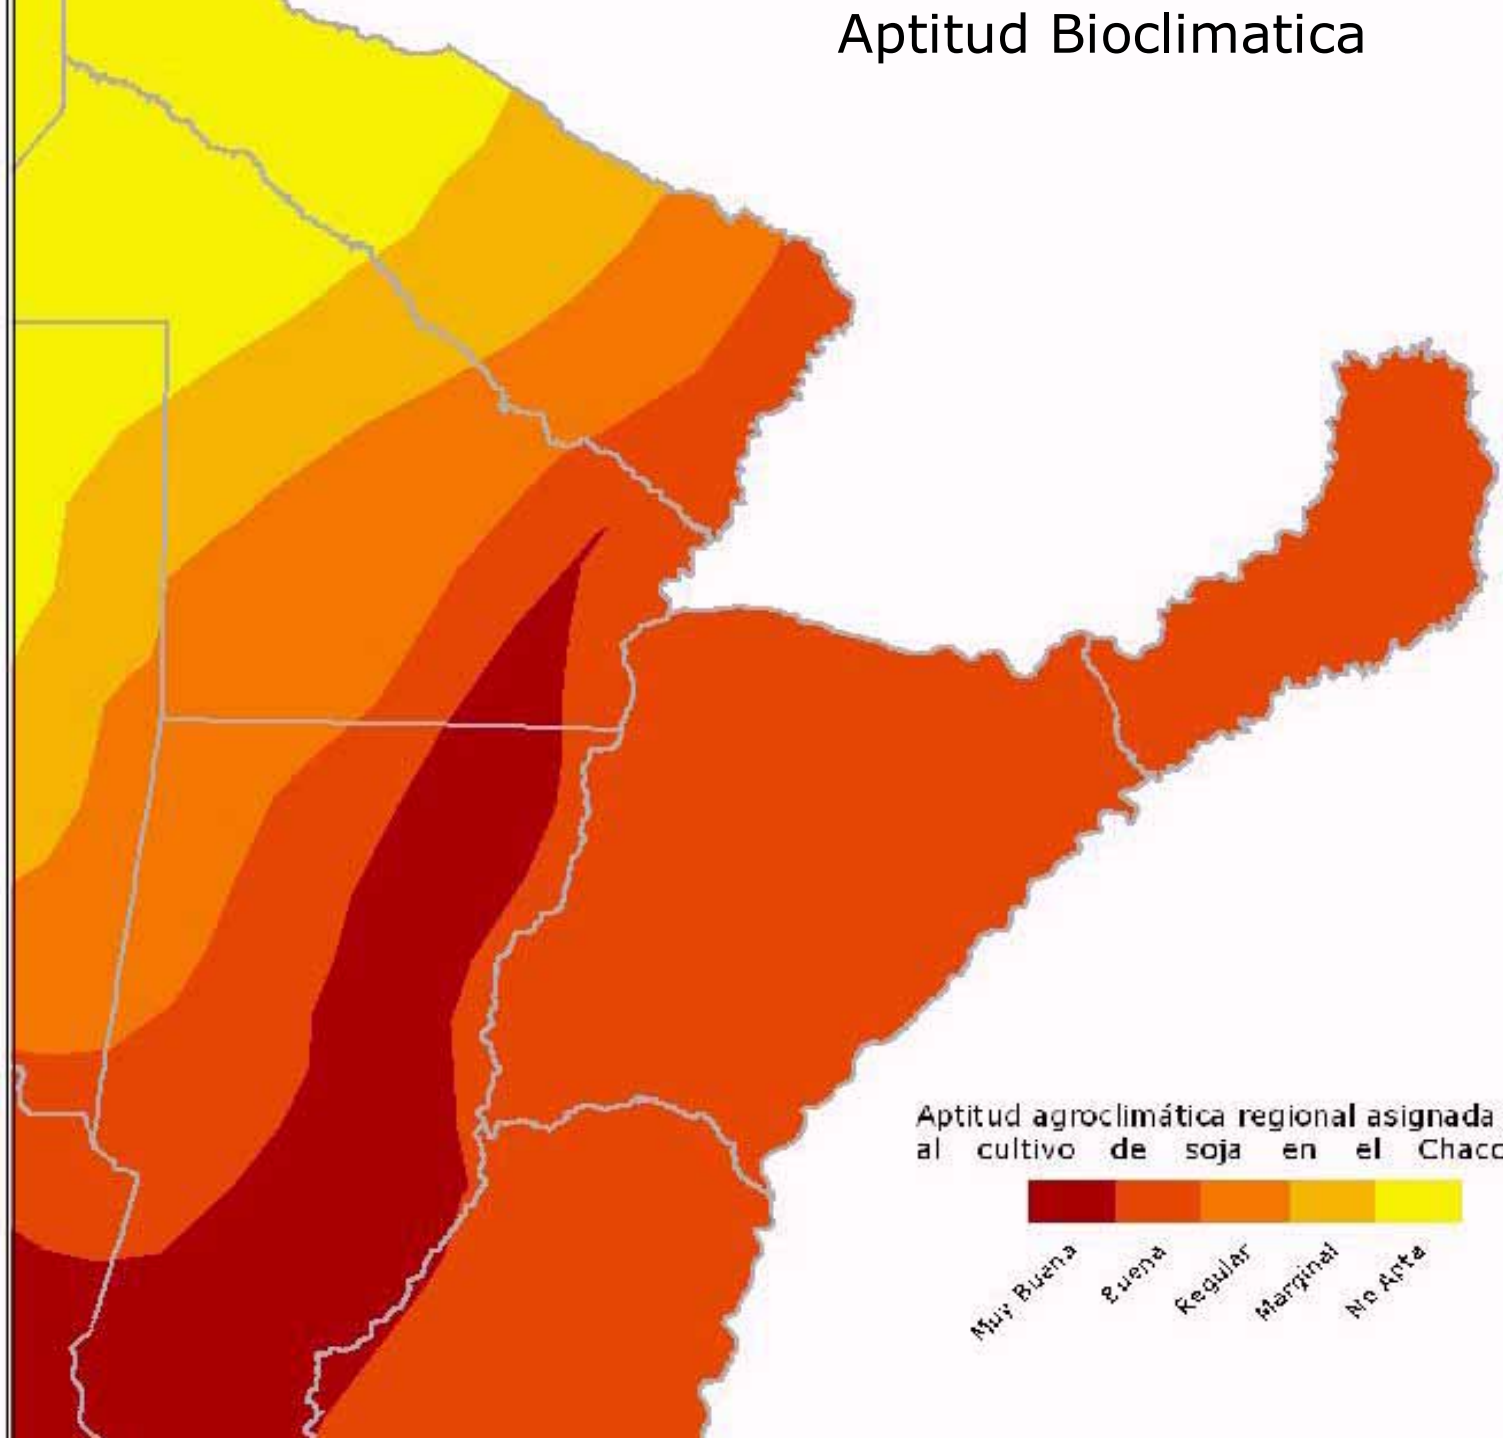 Aptitud Bioclimatica
Aptitud agroclimática regional asignada
al cultivo de soja en el Chaco
Muy Buena
Buena
Regular
Marginal
No Apta